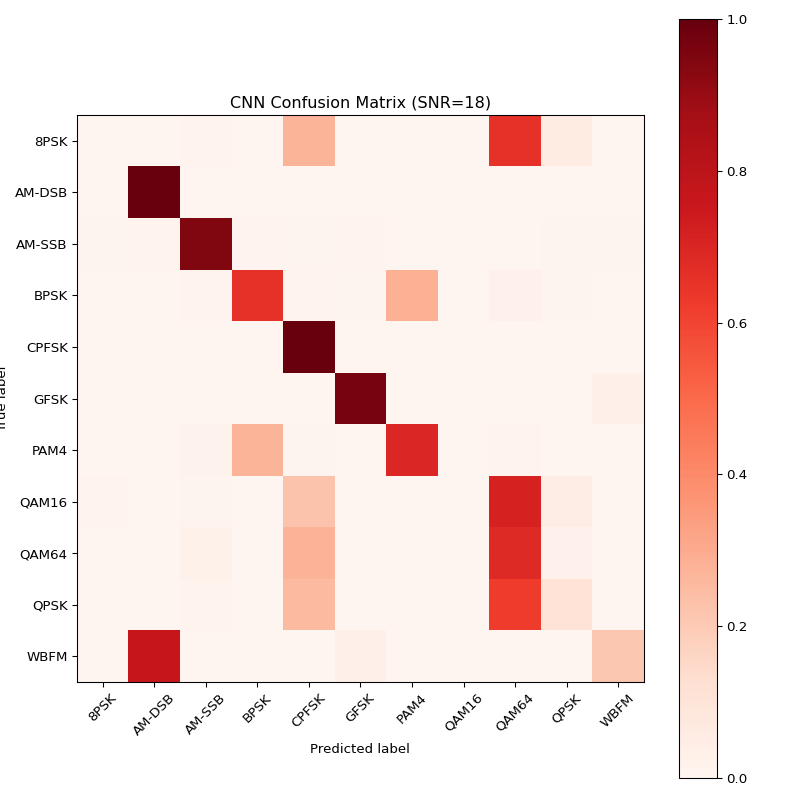 CNN Confusion Matrix (SNR=18)
8PSK
AM-DSB
AM-SSB
BPSK
CPFSK
GFSK
PAM4
QAM16
QAM64
QPSK
WBFM
8PSK
AM-DSB
AM-SSB
BPSK
CPFSK
GFSK
PAM4
QAM16
QAM64
QPSK
WBFM
Predicted label
1.0
0.8
0.6
0.4
0.2
0.0